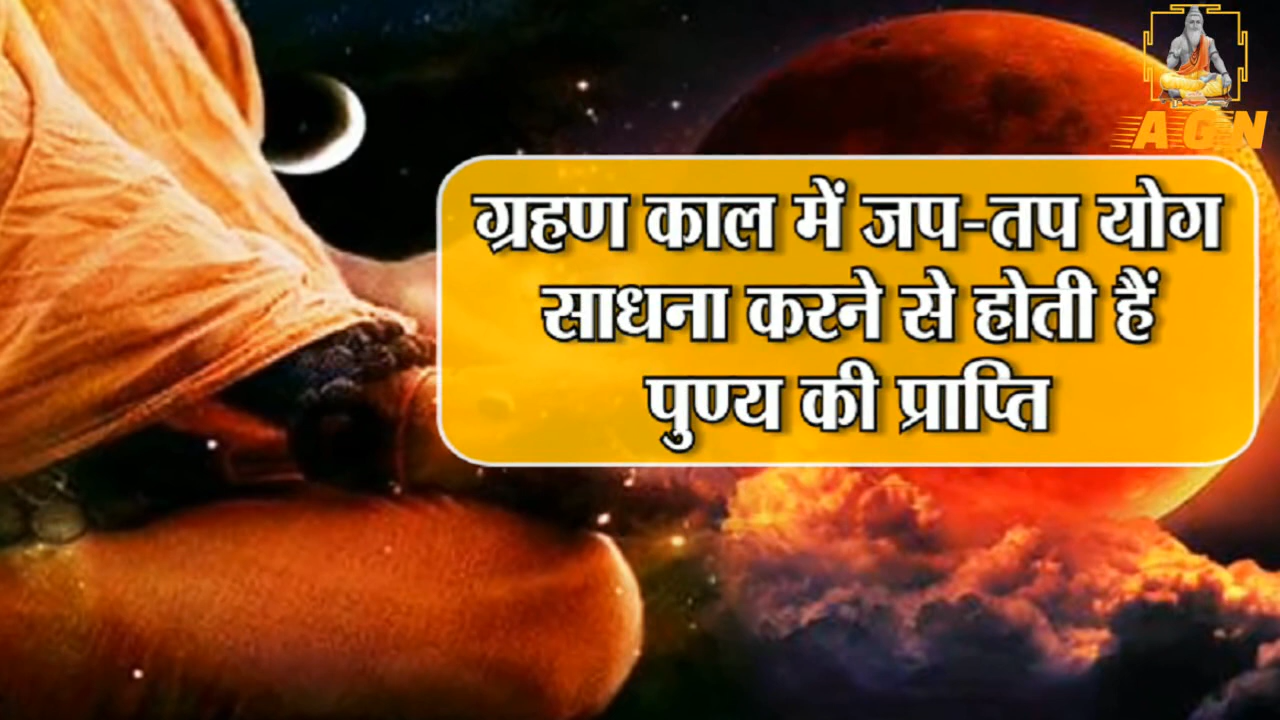 AGN
ग्रहण काल में जप-तप योग
साधना करने से होती हैं
पुण्य की प्राप्ति